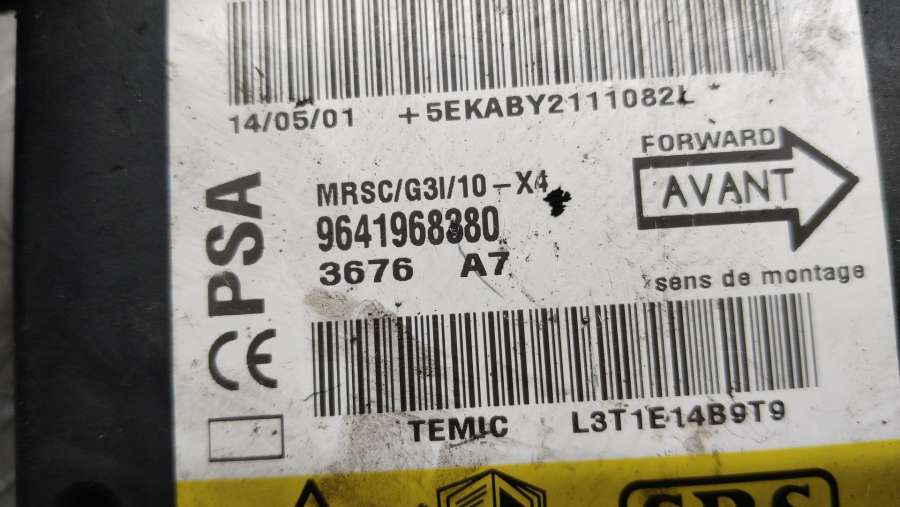 14/05/01 +5EKABY2111082L *
FORWARD
AVANT
sens de montage
PSA
MRSC/G3I/10-X4
9641968380
3676 A7
CE
TEMIC L3T1E14B9T9